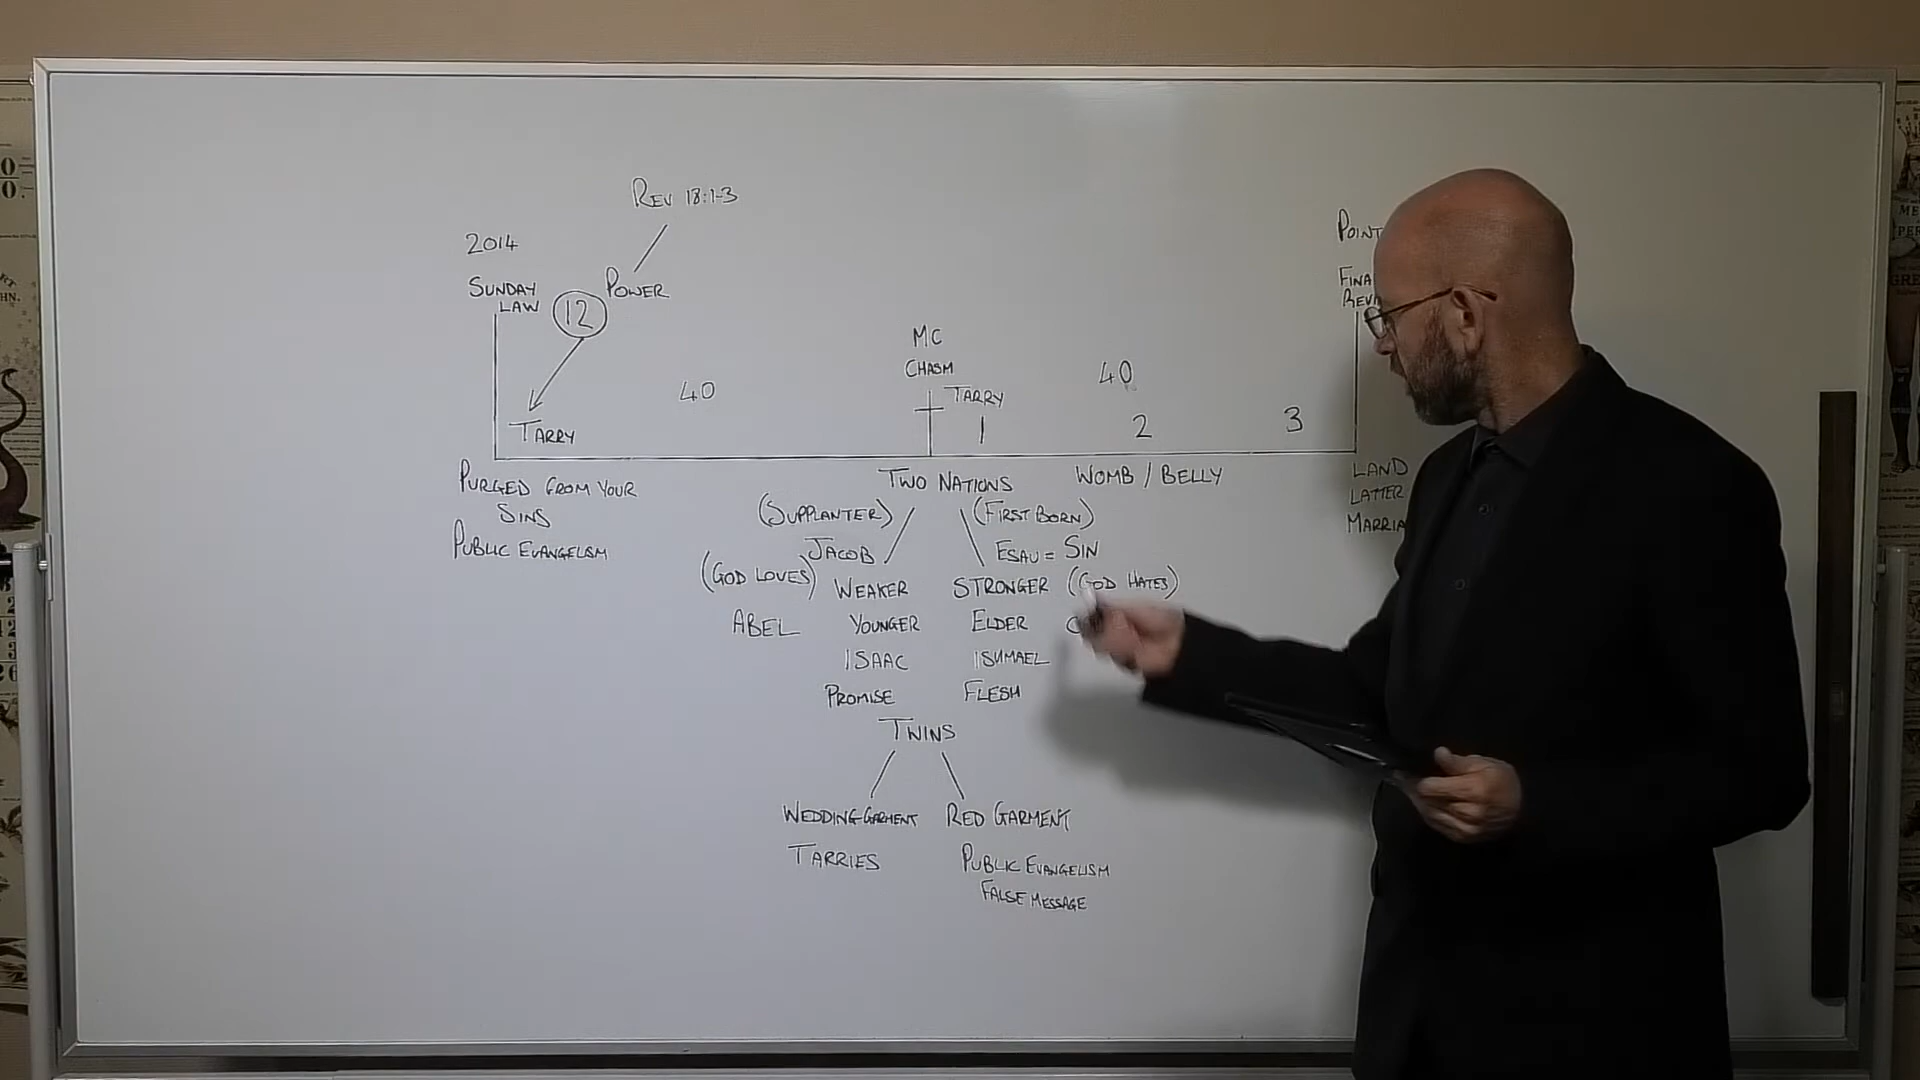 REV 18:1-3
2014
SUNDAY LAW
12
POWER
TARRY
40
MC
CHASM
TARRY
40
1 2 3
POINT
LAND
LATTER
PURGED FROM YOUR
SINS
PUBLIC EVANGELISM
TWO NATIONS
WOMB / BELLY
(SUPPLANTER) (FIRST BORN)
JACOB ESAU = SIN
(GOD LOVES) WEAKER STRONGER (GOD HATES)
ABEL YOUNGER ELDER
ISAAC ISHMAEL
PROMISE FLESH
TWINS
WEDDING GARMENT RED GARMENT
TARRIES
PUBLIC EVANGELISM
FALSE MESSAGE